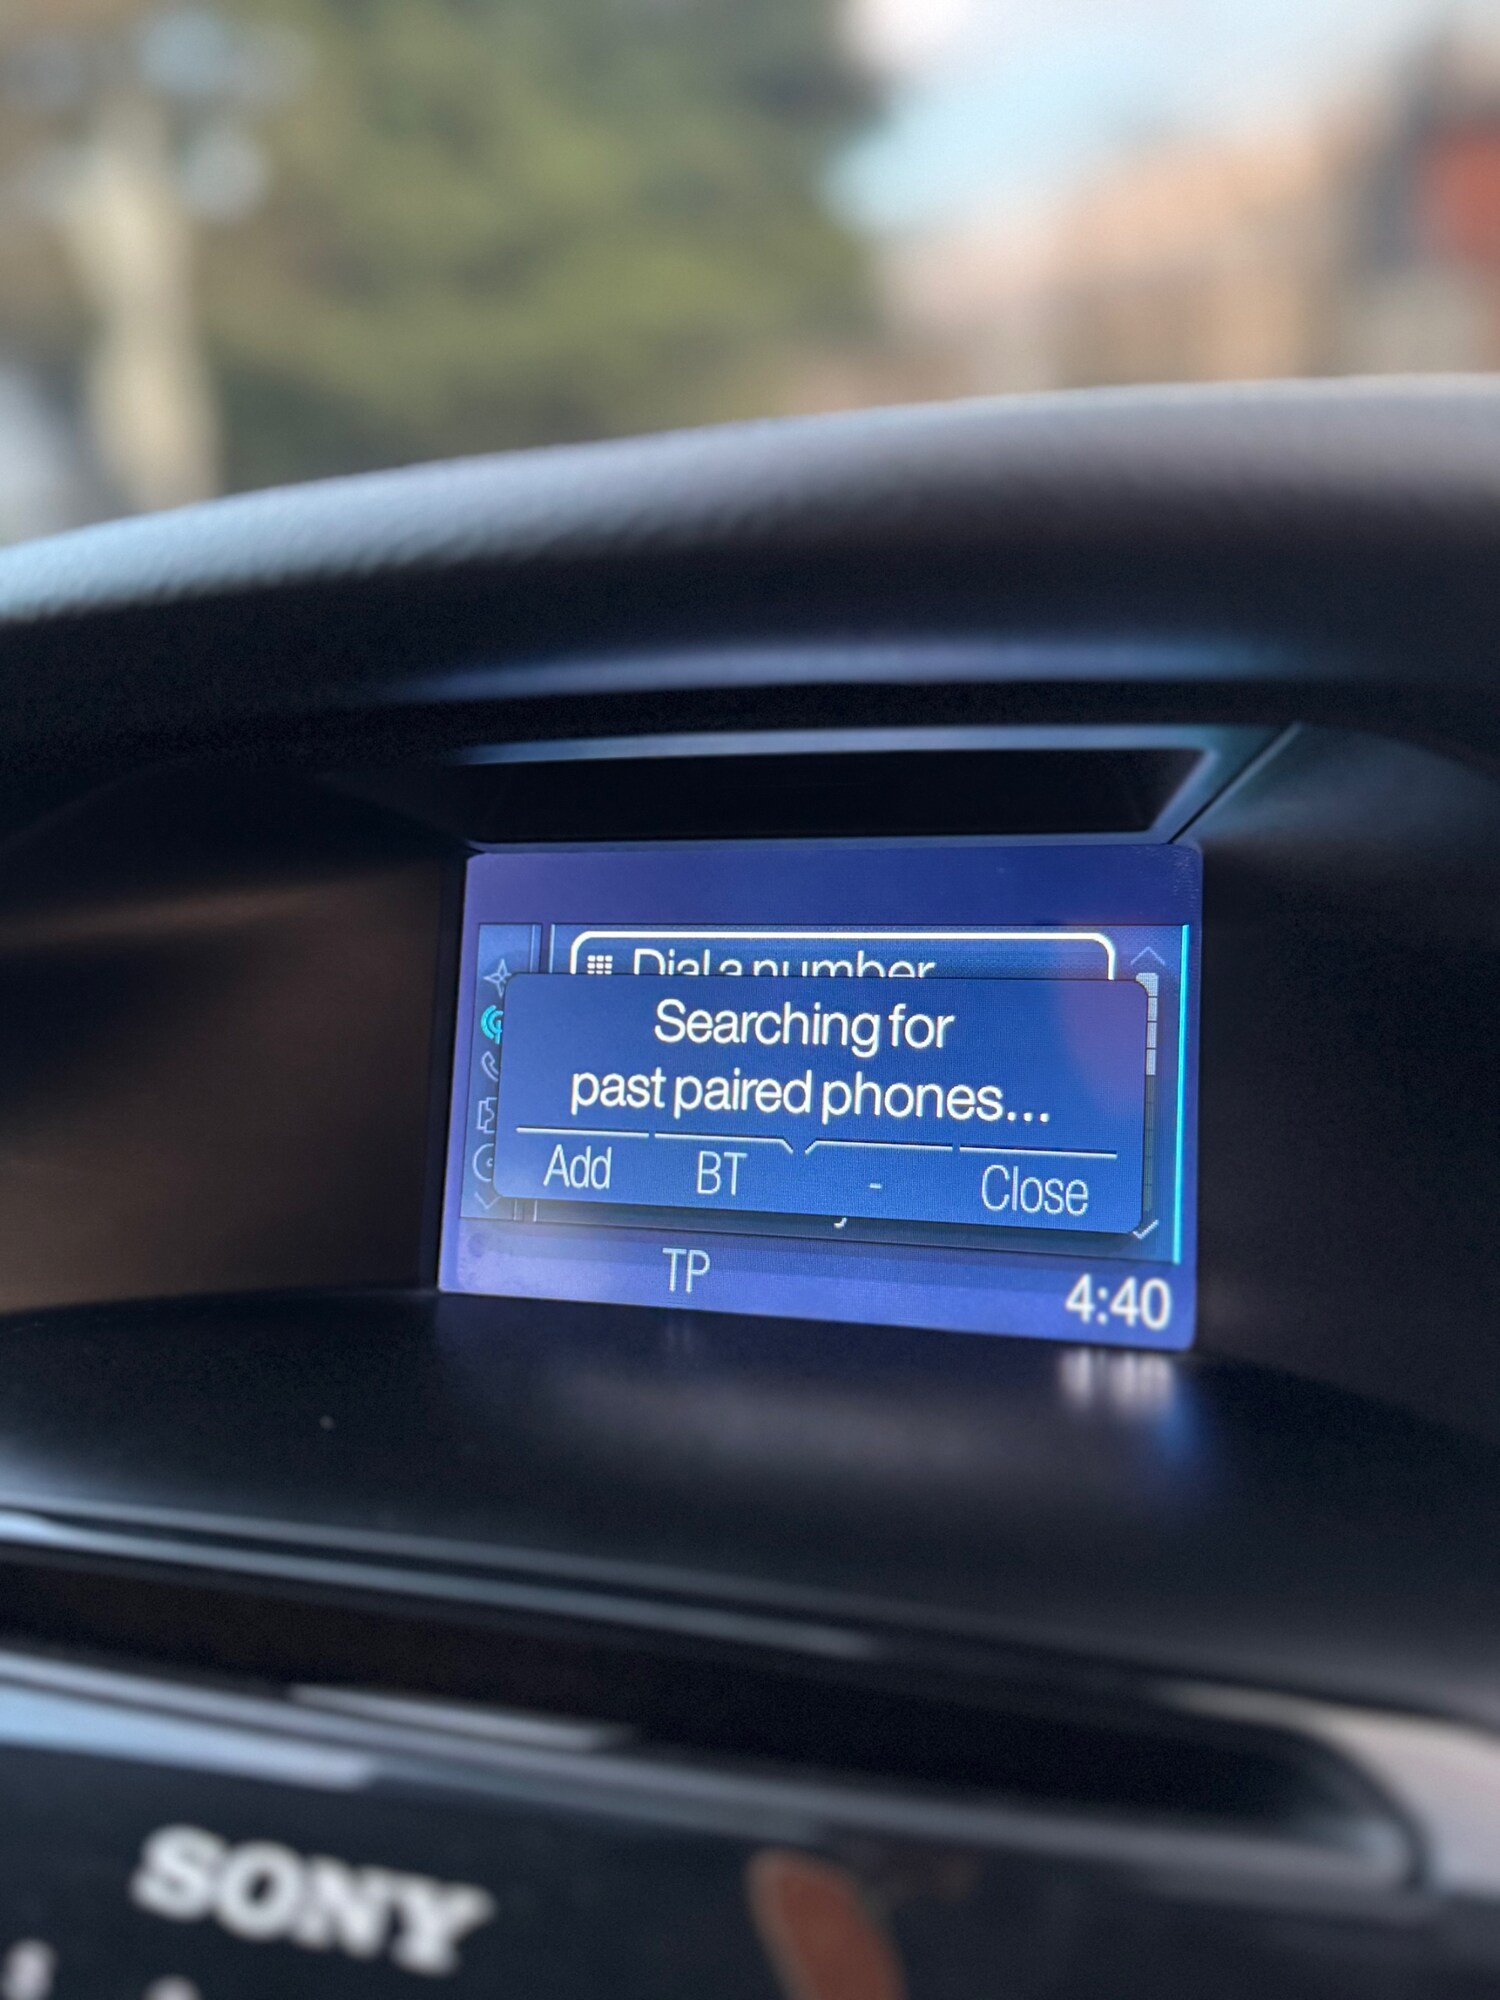 Dial a number
Searching for
past paired phones...
Add BT - Close
TP
4:40
SONY